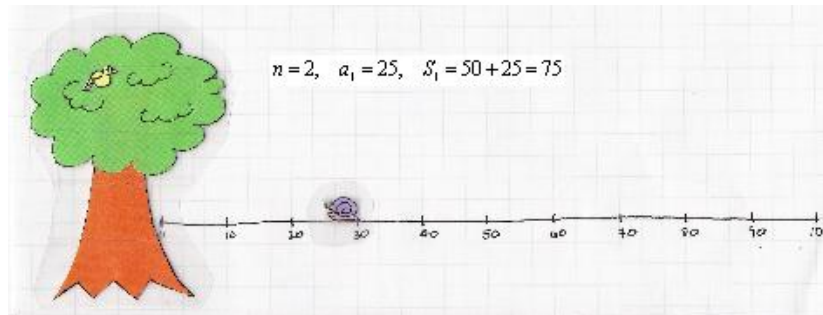 n = 2, a₁ = 25, S₁ = 50 + 25 = 75
10 20 30 40 50 60 70 80 90